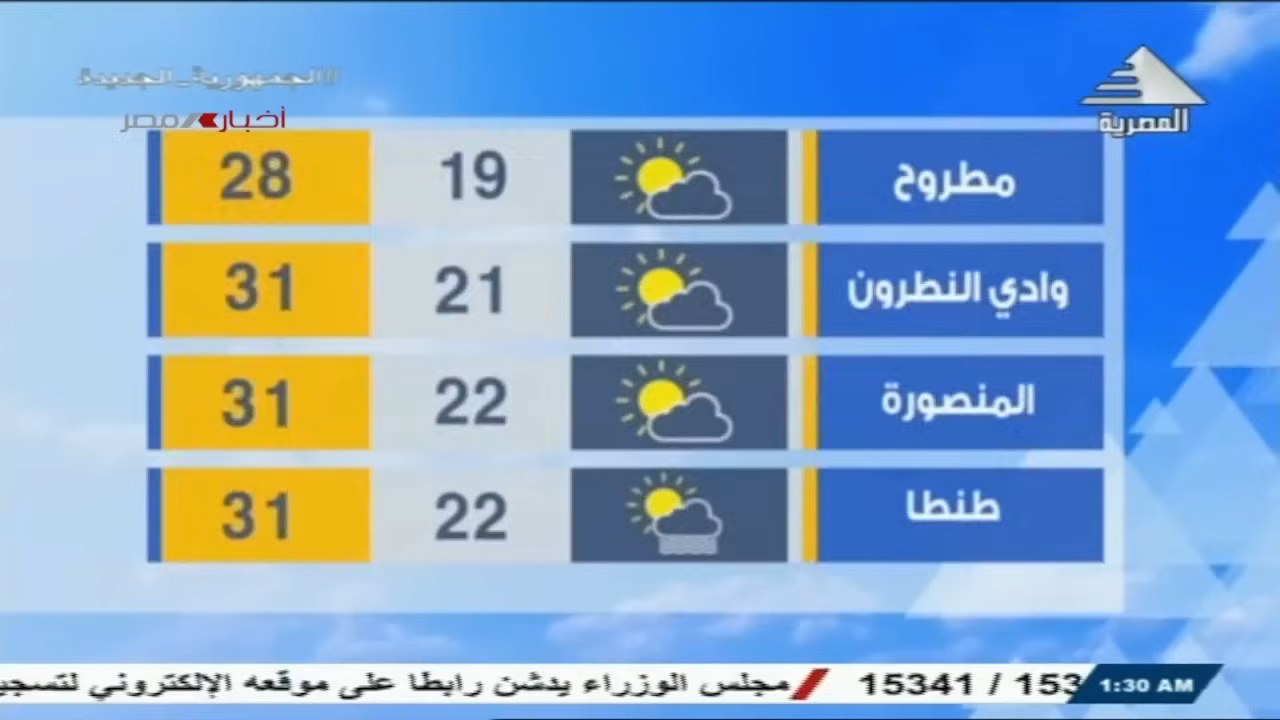 #الجمهورية_الجديدة
المصرية
أخبار مصر
مطروح 19 28
وادي النطرون 21 31
المنصورة 22 31
طنطا 22 31
1:30 AM 153 / 15341 مجلس الوزراء يدشن رابطا على موقعه الإلكتروني